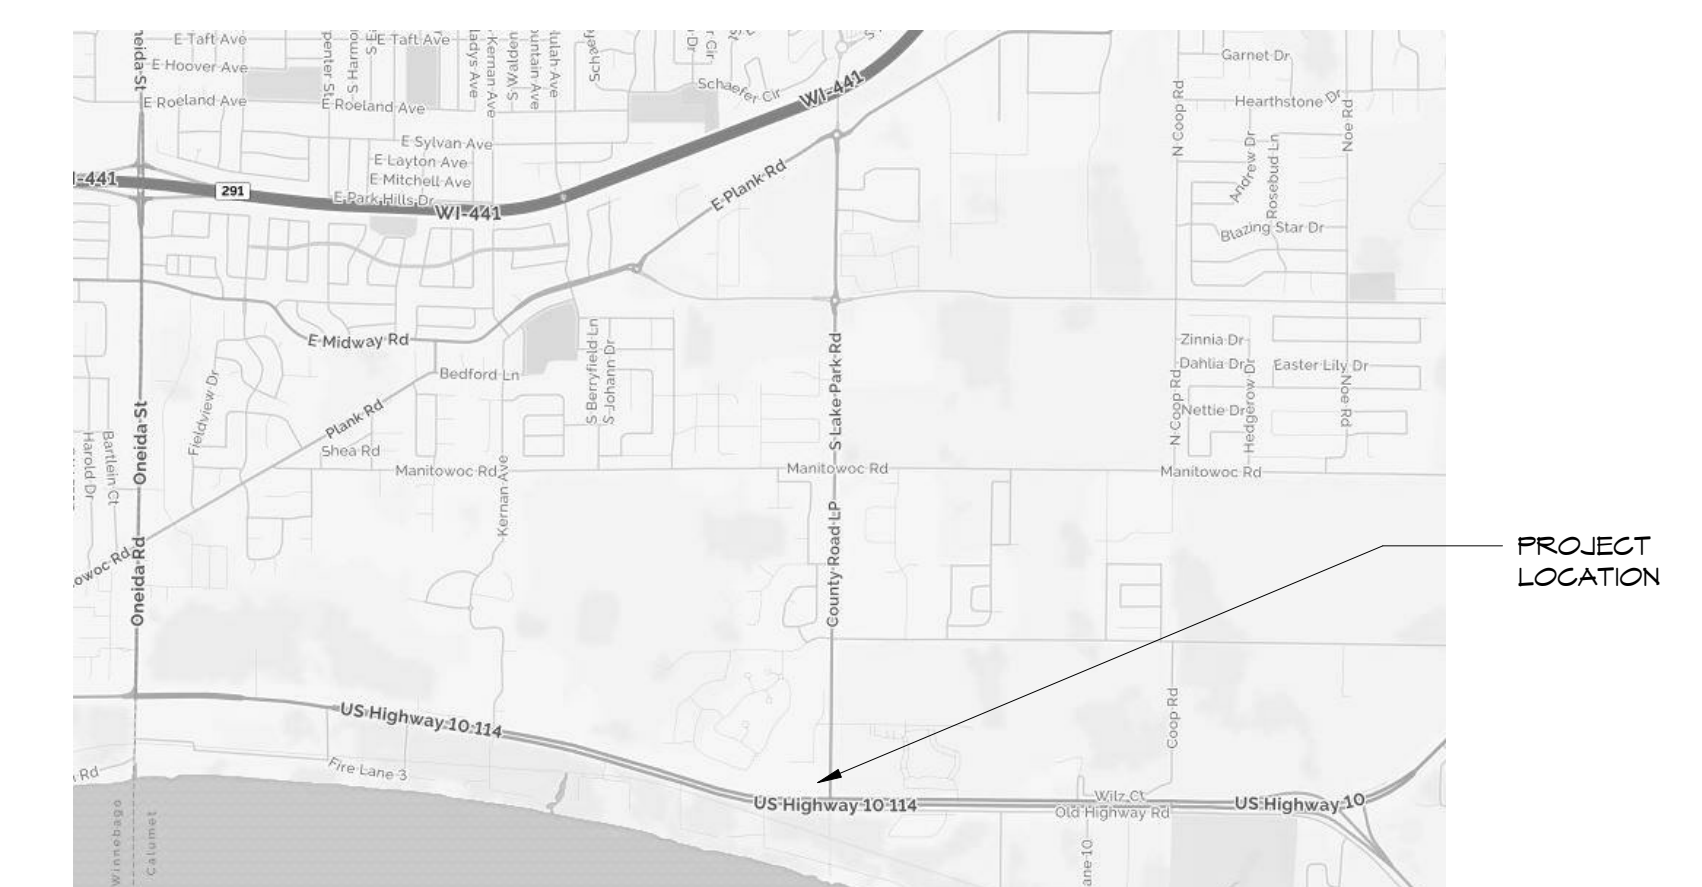 E Taft Ave
E Taft Ave
E Hoover Ave
E Roeland Ave
E Roeland Ave
Schaefer Cir
WI-441
Garnet Dr
Hearthstone Dr
N Coop Rd
Noe Rd
E Sylvan Ave
E Layton Ave
E Mitchell Ave
E Park Hills Dr
291
WI-441
E Plank Rd
Andrew Dr
Rosebud Ln
Blazing Star Dr
Kernan Ave
E Midway Rd
Bedford Ln
S Berryfield Ln
S Johann Dr
S Lake Park Rd
Zinnia Dr
Dahlia Dr
Easter Lily Dr
N Coop Rd
Nettie Dr
Hedgerow Dr
Noe Rd
Fieldview Dr
Plank Rd
Shea Rd
Oneida St
Harold Dr
Bartlein Ct
Manitowoc Rd
Manitowoc Rd
Manitowoc Rd
Kernan Ave
County Road LP
Oneida Rd
PROJECT
LOCATION
US Highway 10 114
Coop Rd
Fire Lane 3
US Highway 10 114
Wilz Ct
US Highway 10
Old Highway Rd
Winnebago
Calumet